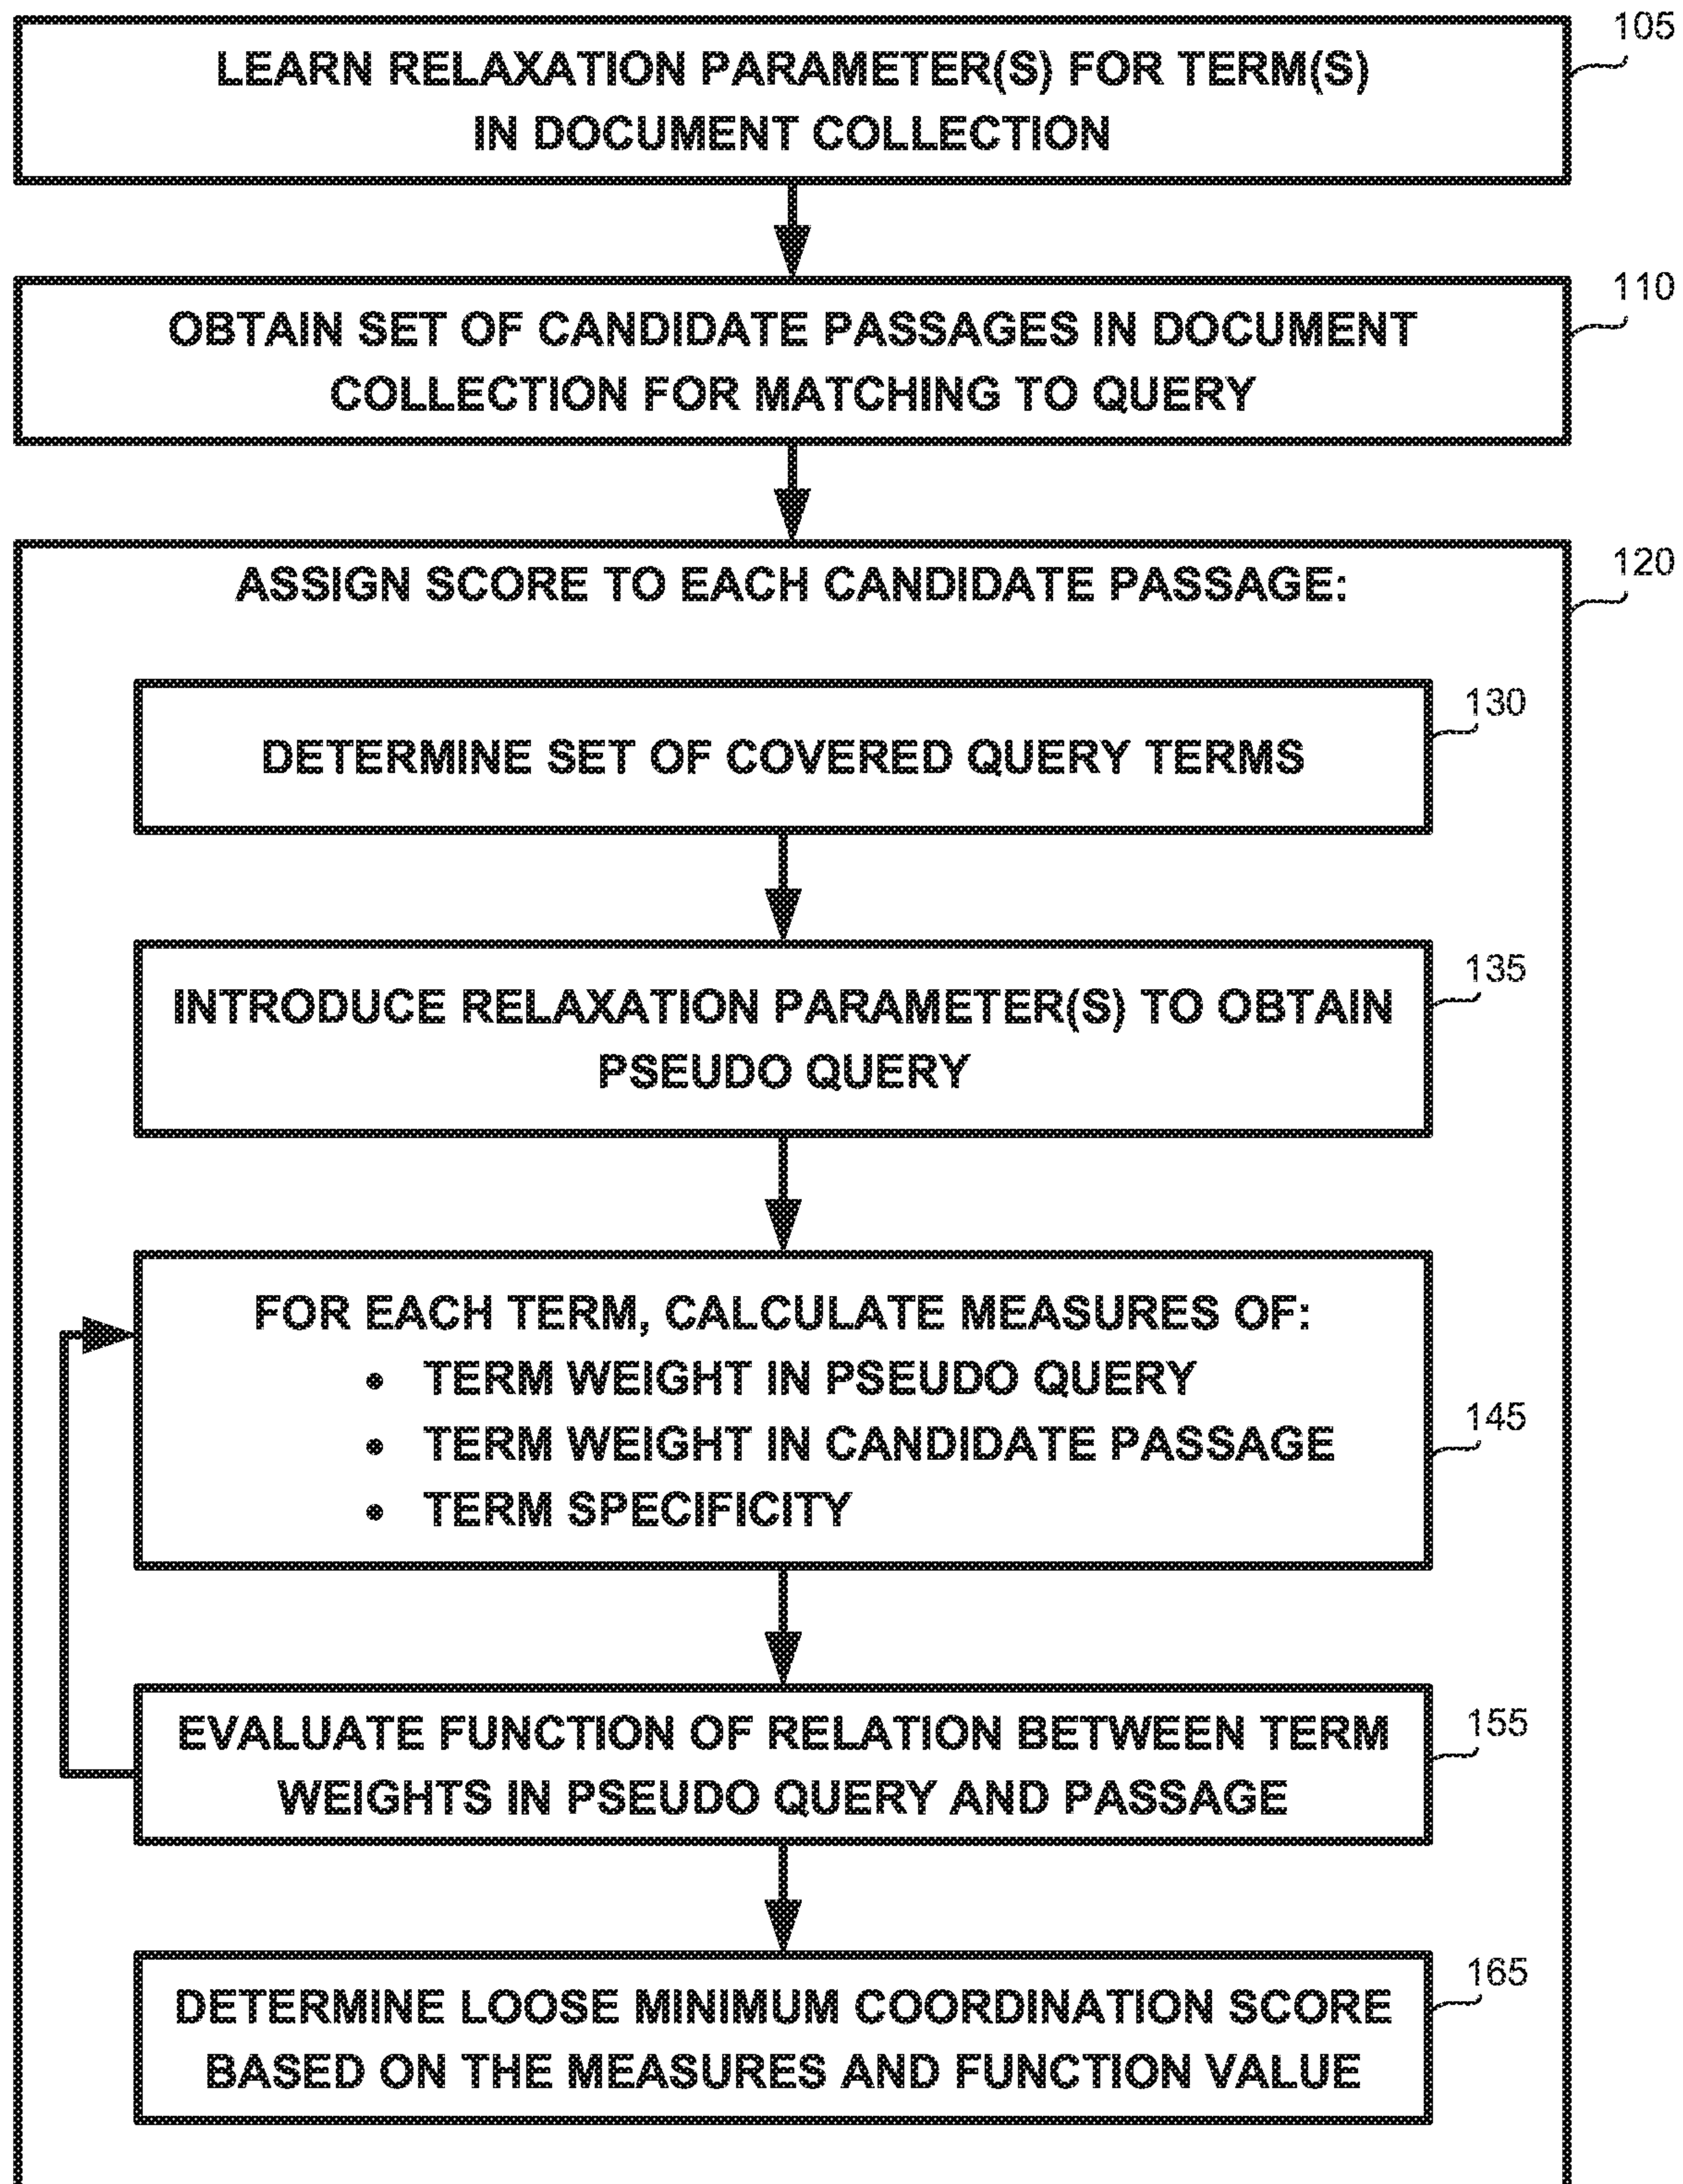 105
LEARN RELAXATION PARAMETER(S) FOR TERM(S)
IN DOCUMENT COLLECTION
110
OBTAIN SET OF CANDIDATE PASSAGES IN DOCUMENT
COLLECTION FOR MATCHING TO QUERY
120
ASSIGN SCORE TO EACH CANDIDATE PASSAGE:
130
DETERMINE SET OF COVERED QUERY TERMS
135
INTRODUCE RELAXATION PARAMETER(S) TO OBTAIN
PSEUDO QUERY
FOR EACH TERM, CALCULATE MEASURES OF:
• TERM WEIGHT IN PSEUDO QUERY
145
• TERM WEIGHT IN CANDIDATE PASSAGE
• TERM SPECIFICITY
155
EVALUATE FUNCTION OF RELATION BETWEEN TERM
WEIGHTS IN PSEUDO QUERY AND PASSAGE
165
DETERMINE LOOSE MINIMUM COORDINATION SCORE
BASED ON THE MEASURES AND FUNCTION VALUE